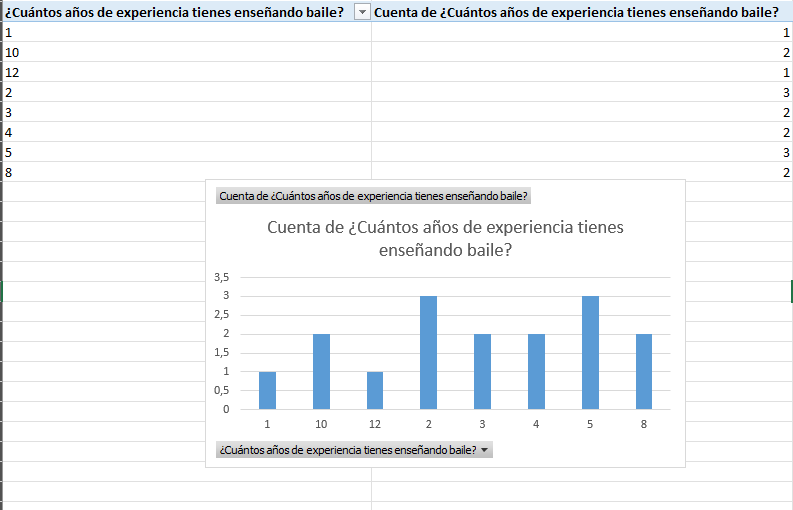 ¿Cuántos años de experiencia tienes enseñando baile? Cuenta de ¿Cuántos años de experiencia tienes enseñando baile?
1 1
10 2
12 1
2 3
3 2
4 2
5 3
8 2
Cuenta de ¿Cuántos años de experiencia tienes enseñando baile?
Cuenta de ¿Cuántos años de experiencia tienes
enseñando baile?
3,5
3
2,5
2
1,5
1
0,5
0
1 10 12 2 3 4 5 8
¿Cuántos años de experiencia tienes enseñando baile?